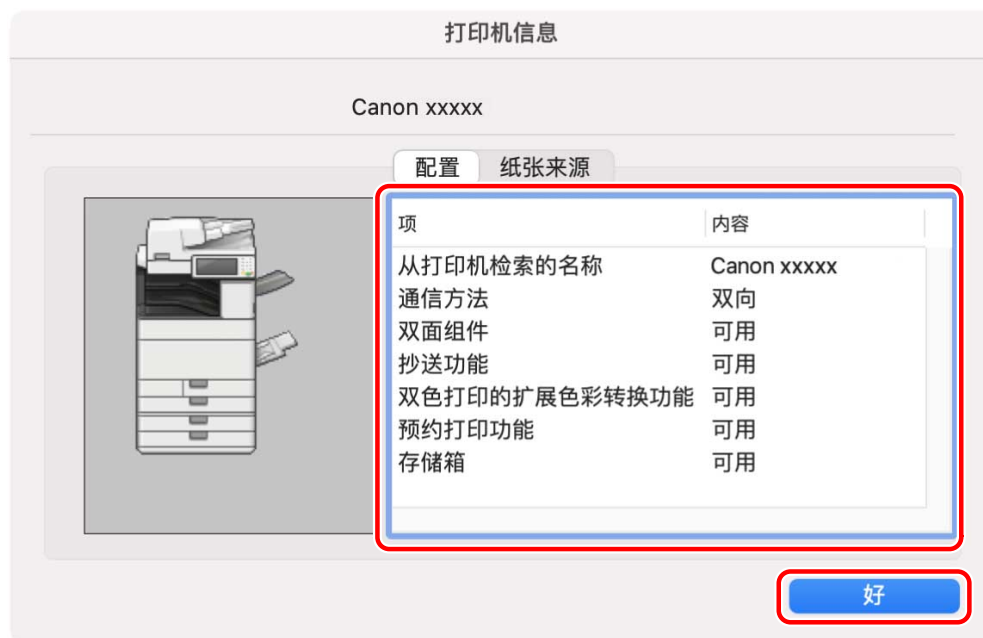 打印机信息
Canon xxxxx
配置 纸张来源
项 内容
从打印机检索的名称 Canon xxxxx
通信方法 双向
双面组件 可用
抄送功能 可用
双色打印的扩展色彩转换功能 可用
预约打印功能 可用
存储箱 可用
好